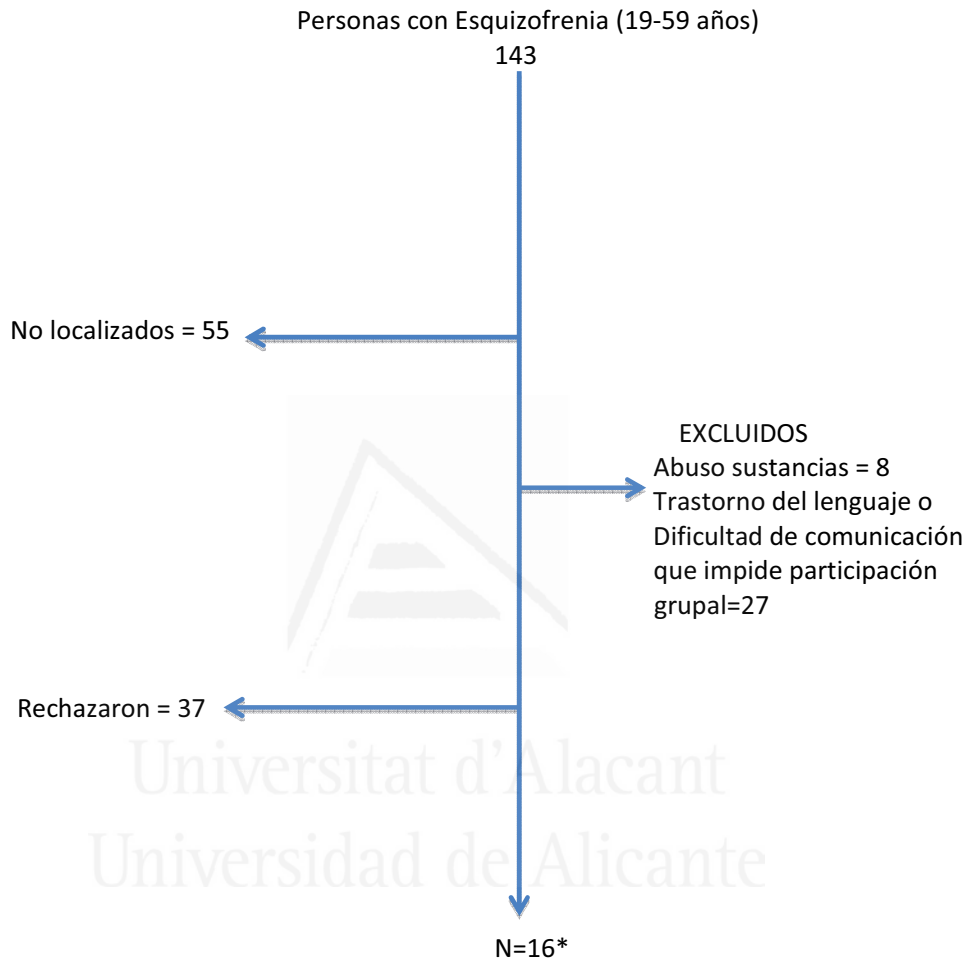 Personas con Esquizofrenia (19-59 años)
143
No localizados = 55
EXCLUIDOS
Abuso sustancias = 8
Trastorno del lenguaje o
Dificultad de comunicación
que impide participación
grupal=27
Rechazaron = 37
Universitat d'Alacant
Universidad de Alicante
N=16*